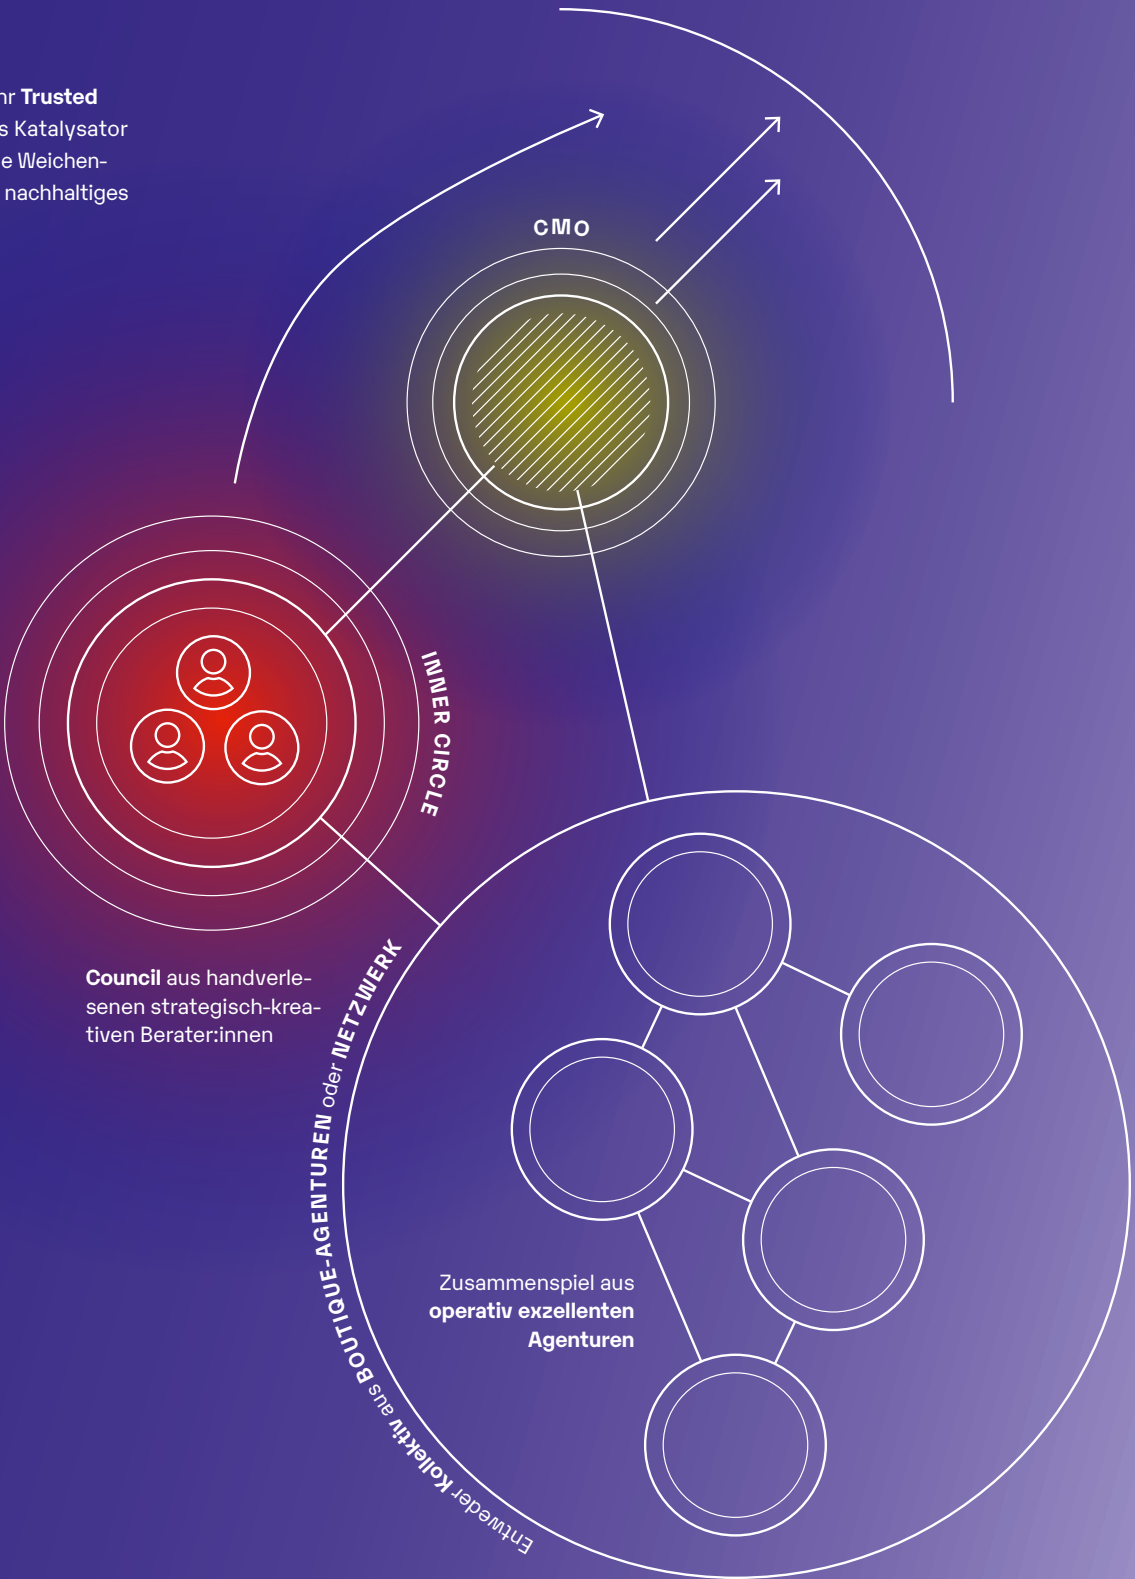 Trusted
Katalysator
Weichen-
nachhaltiges
CMO
INNER CIRCLE
Council aus handverle-
senen strategisch-krea-
tiven Berater:innen
Entweder Kollektiv aus BOUTIQUE-AGENTUREN oder NETZWERK
Zusammenspiel aus
operativ exzellenten
Agenturen